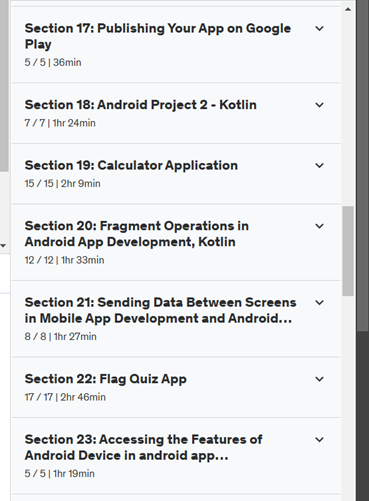 Section 17: Publishing Your App on Google
Play
5 / 5 | 36min
Section 18: Android Project 2 - Kotlin
7 / 7 | 1hr 24min
Section 19: Calculator Application
15 / 15 | 2hr 9min
Section 20: Fragment Operations in
Android App Development, Kotlin
12 / 12 | 1hr 33min
Section 21: Sending Data Between Screens
in Mobile App Development and Android...
8 / 8 | 1hr 27min
Section 22: Flag Quiz App
17 / 17 | 2hr 46min
Section 23: Accessing the Features of
Android Device in android app...
5 / 5 | 1hr 19min